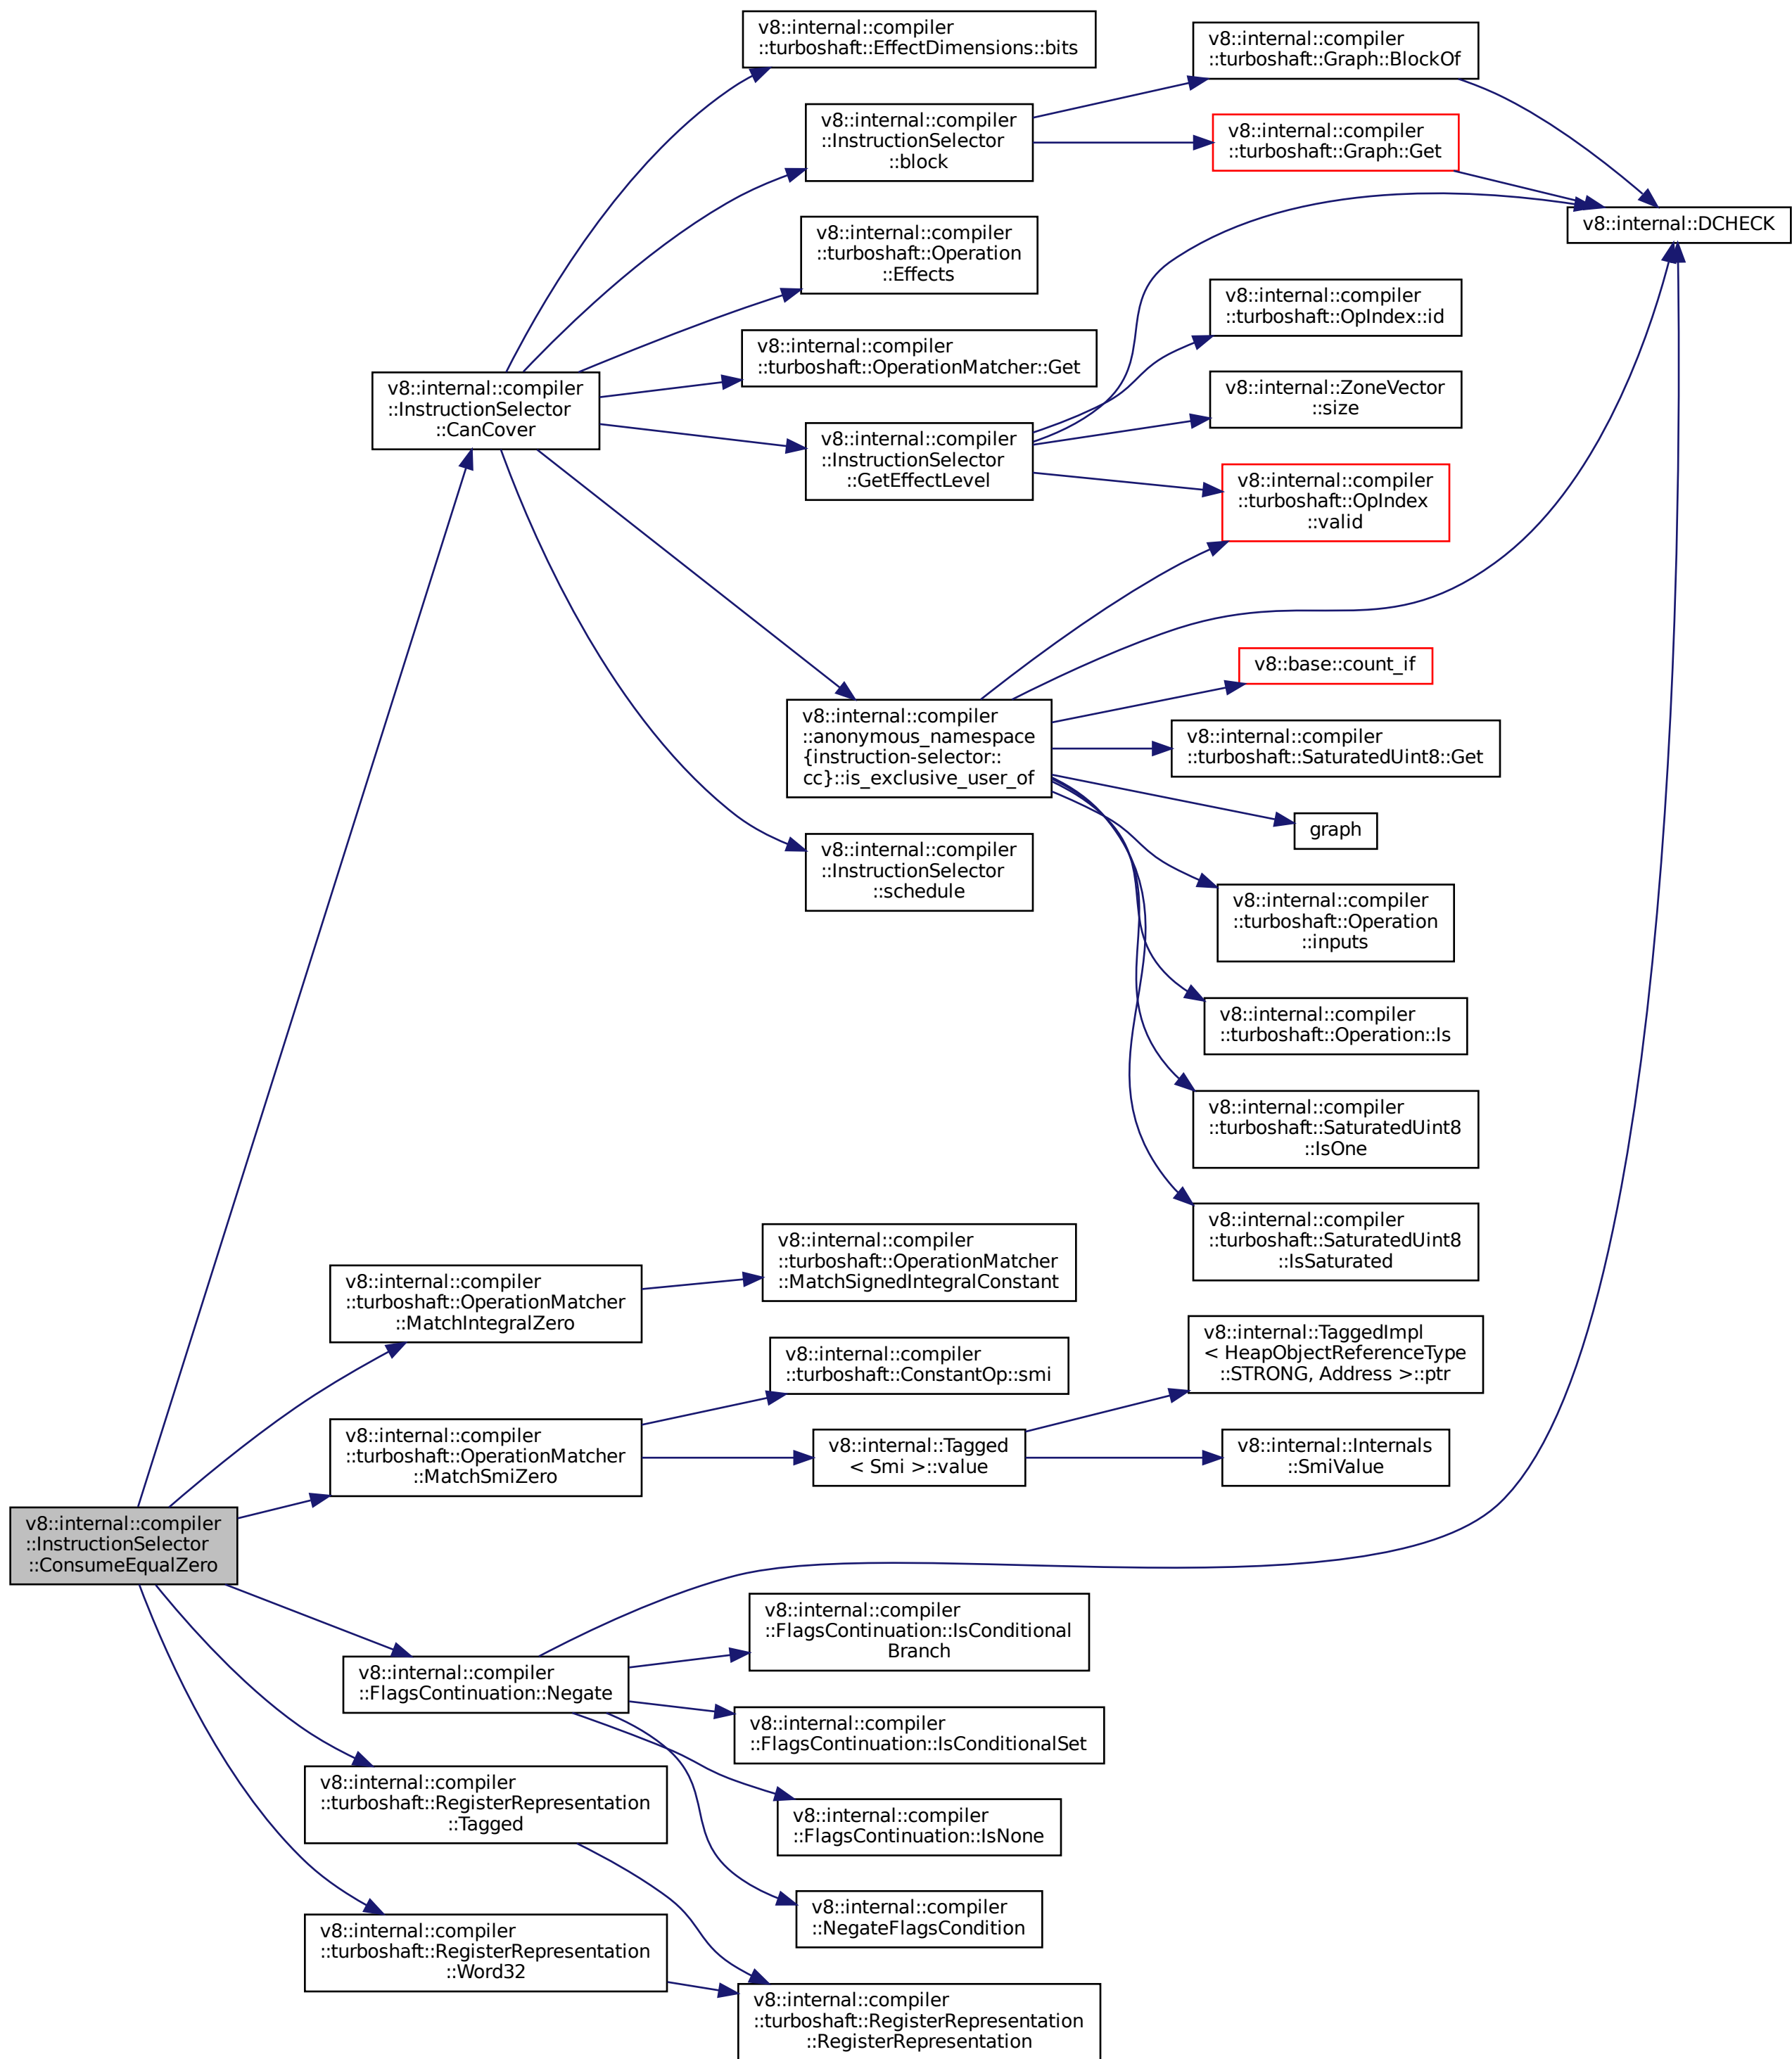 v8::internal::compiler
::turboshaft::EffectDimensions::bits
v8::internal::compiler
::turboshaft::Graph::BlockOf
v8::internal::compiler
::InstructionSelector
::block
v8::internal::compiler
::turboshaft::Graph::Get
v8::internal::DCHECK
v8::internal::compiler
::turboshaft::Operation
::Effects
v8::internal::compiler
::turboshaft::OpIndex::id
v8::internal::compiler
::turboshaft::OperationMatcher::Get
v8::internal::compiler
::InstructionSelector
::CanCover
v8::internal::ZoneVector
::size
v8::internal::compiler
::InstructionSelector
::GetEffectLevel
v8::internal::compiler
::turboshaft::OpIndex
::valid
v8::base::count_if
v8::internal::compiler
::anonymous_namespace
{instruction-selector::
cc}::is_exclusive_user_of
v8::internal::compiler
::turboshaft::SaturatedUint8::Get
graph
v8::internal::compiler
::InstructionSelector
::schedule
v8::internal::compiler
::turboshaft::Operation
::inputs
v8::internal::compiler
::turboshaft::Operation::Is
v8::internal::compiler
::turboshaft::SaturatedUint8
::IsOne
v8::internal::compiler
::turboshaft::SaturatedUint8
::IsSaturated
v8::internal::compiler
::turboshaft::OperationMatcher
::MatchSignedIntegralConstant
v8::internal::compiler
::turboshaft::OperationMatcher
::MatchIntegralZero
v8::internal::TaggedImpl
< HeapObjectReferenceType
::STRONG, Address >::ptr
v8::internal::compiler
::turboshaft::ConstantOp::smi
v8::internal::compiler
::turboshaft::OperationMatcher
::MatchSmiZero
v8::internal::Tagged
< Smi >::value
v8::internal::Internals
::SmiValue
v8::internal::compiler
::InstructionSelector
::ConsumeEqualZero
v8::internal::compiler
::FlagsContinuation::IsConditional
Branch
v8::internal::compiler
::FlagsContinuation::Negate
v8::internal::compiler
::FlagsContinuation::IsConditionalSet
v8::internal::compiler
::turboshaft::RegisterRepresentation
::Tagged
v8::internal::compiler
::FlagsContinuation::IsNone
v8::internal::compiler
::NegateFlagsCondition
v8::internal::compiler
::turboshaft::RegisterRepresentation
::Word32
v8::internal::compiler
::turboshaft::RegisterRepresentation
::RegisterRepresentation